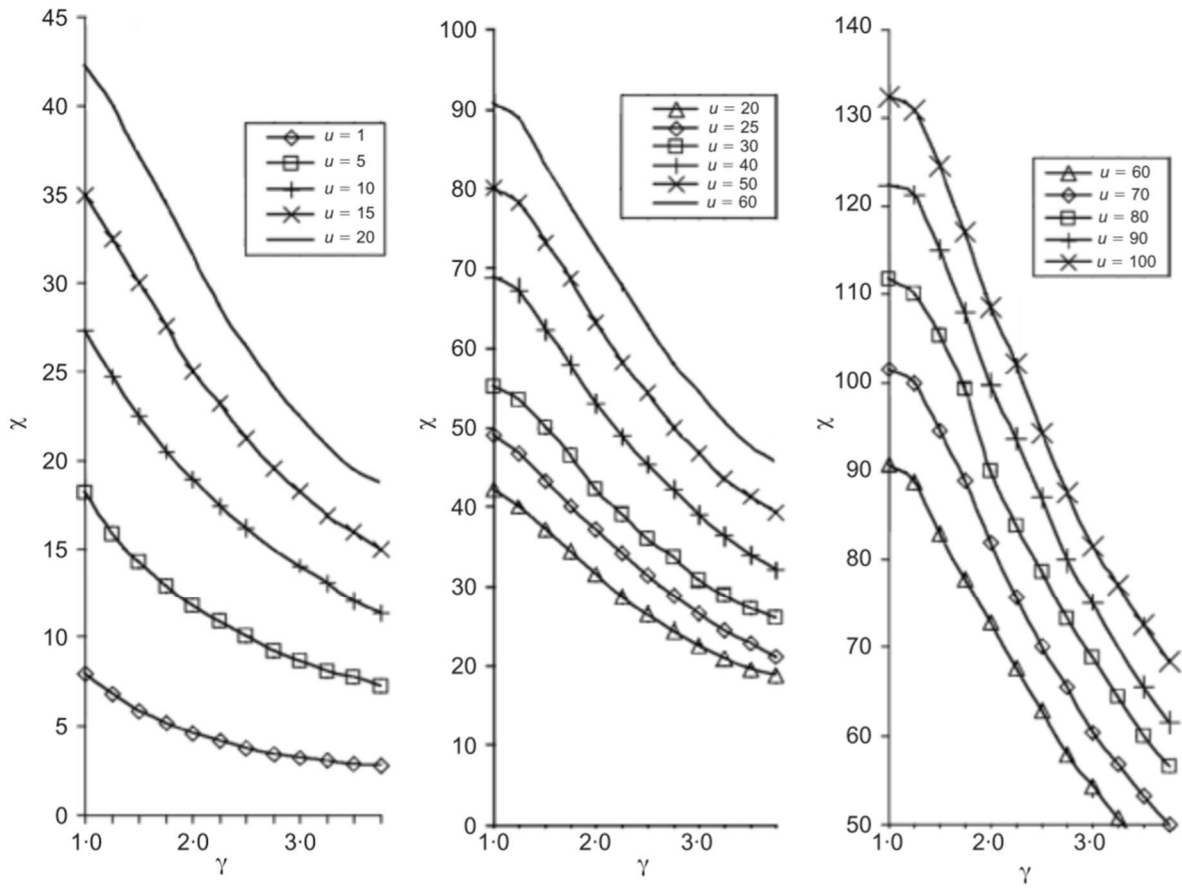 45
40
35
30
25
20
15
10
5
0
χ
1·0 2·0 3·0
γ
u = 1
u = 5
u = 10
u = 15
u = 20
100
90
80
70
60
50
40
30
20
10
0
χ
1·0 2·0 3·0
γ
u = 20
u = 25
u = 30
u = 40
u = 50
u = 60
140
130
120
110
100
90
80
70
60
50
χ
1·0 2·0 3·0
γ
u = 60
u = 70
u = 80
u = 90
u = 100